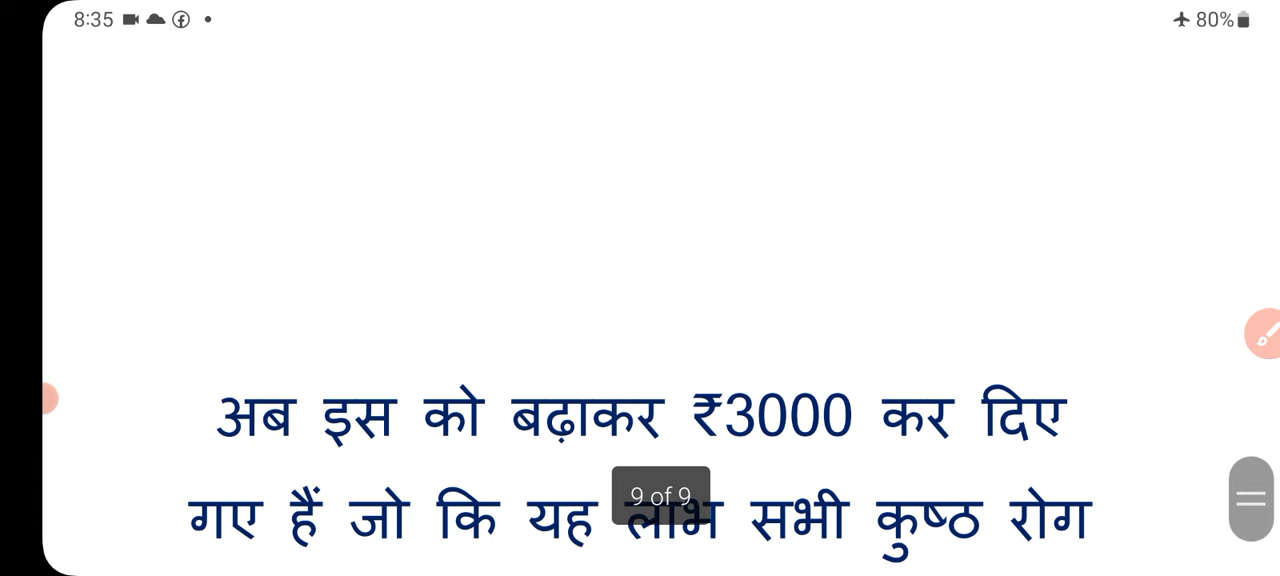 8:35
80%
अब इस को बढ़ाकर ₹3000 कर दिए
9 of 9
गए हैं जो कि यह लाभ सभी कुष्ठ रोग